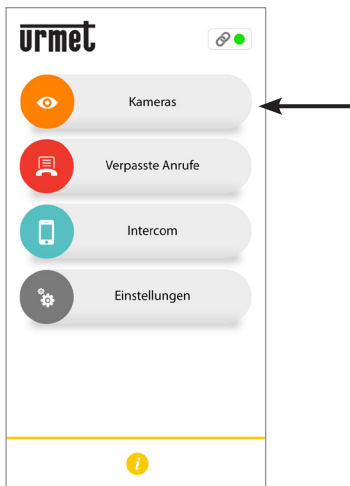 urmet
Kameras
Verpasste Anrufe
Intercom
Einstellungen
i